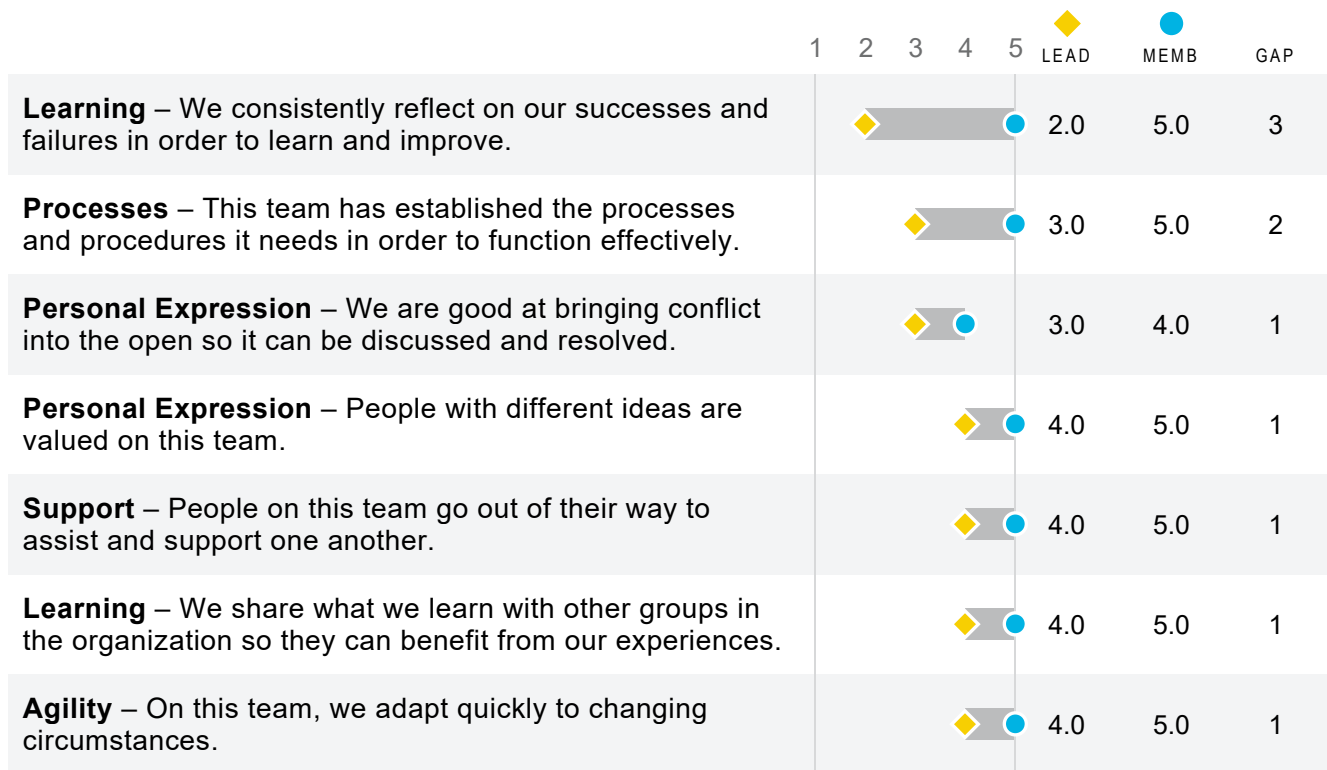 1 2 3 4 5 LEAD MEMB GAP
Learning – We consistently reflect on our successes and
failures in order to learn and improve.
2.0 5.0 3
Processes – This team has established the processes
and procedures it needs in order to function effectively.
3.0 5.0 2
Personal Expression – We are good at bringing conflict
into the open so it can be discussed and resolved.
3.0 4.0 1
Personal Expression – People with different ideas are
valued on this team.
4.0 5.0 1
Support – People on this team go out of their way to
assist and support one another.
4.0 5.0 1
Learning – We share what we learn with other groups in
the organization so they can benefit from our experiences.
4.0 5.0 1
Agility – On this team, we adapt quickly to changing
circumstances.
4.0 5.0 1